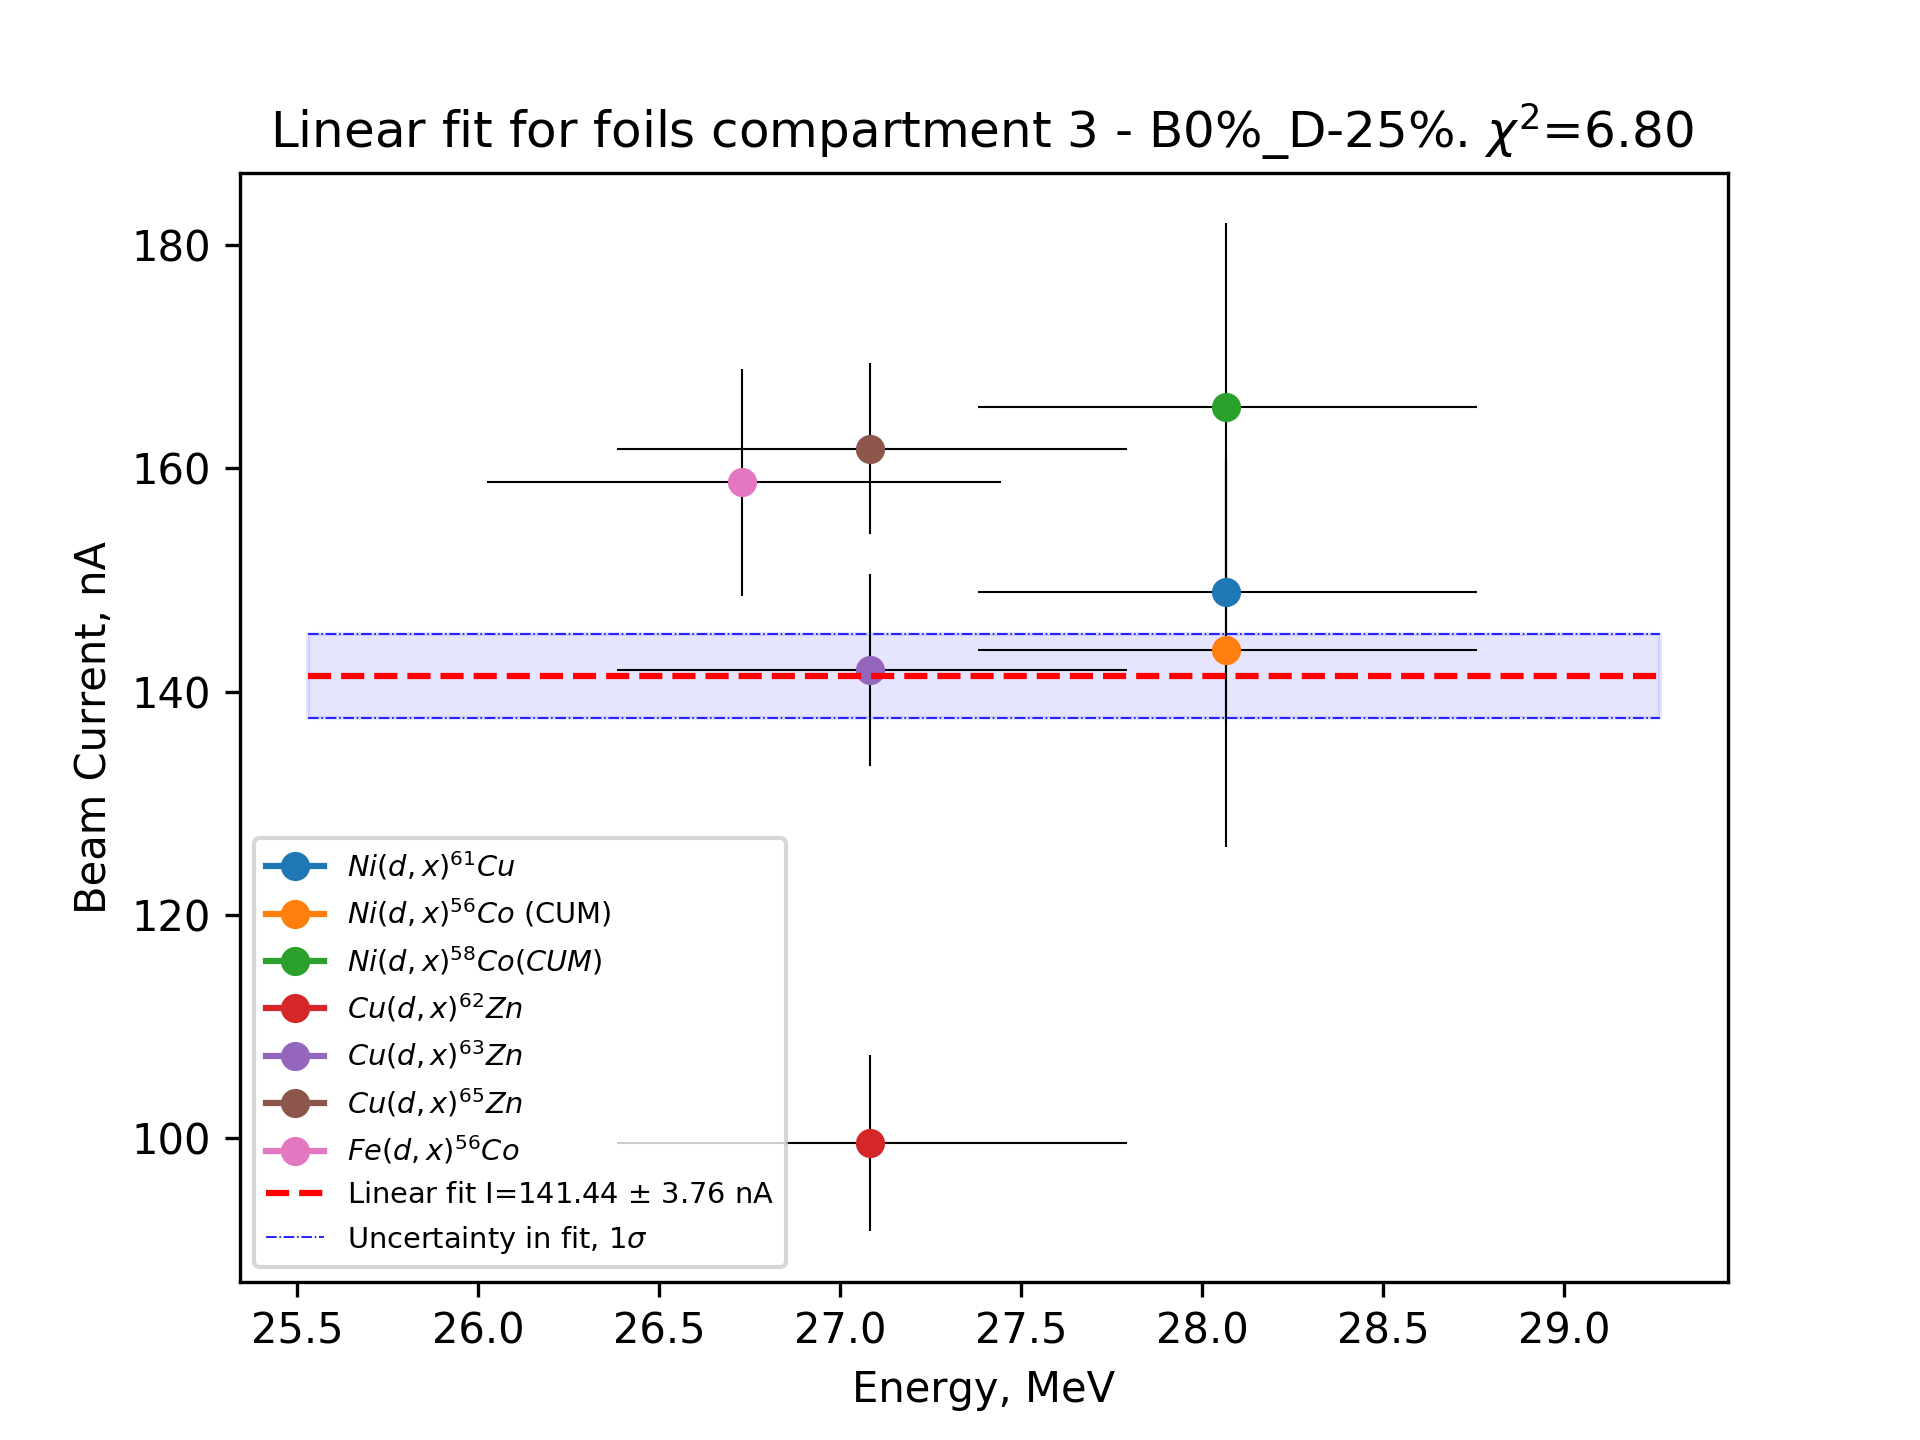 Linear fit for foils compartment 3 - B0%_D-25%. χ²=6.80
180
160
140
120
100
Beam Current, nA
Ni(d, x)⁶¹Cu
Ni(d, x)⁵⁶Co (CUM)
Ni(d, x)⁵⁸Co(CUM)
Cu(d, x)⁶²Zn
Cu(d, x)⁶³Zn
Cu(d, x)⁶⁵Zn
Fe(d, x)⁵⁶Co
Linear fit I=141.44 ± 3.76 nA
Uncertainty in fit, 1σ
25.5 26.0 26.5 27.0 27.5 28.0 28.5 29.0
Energy, MeV